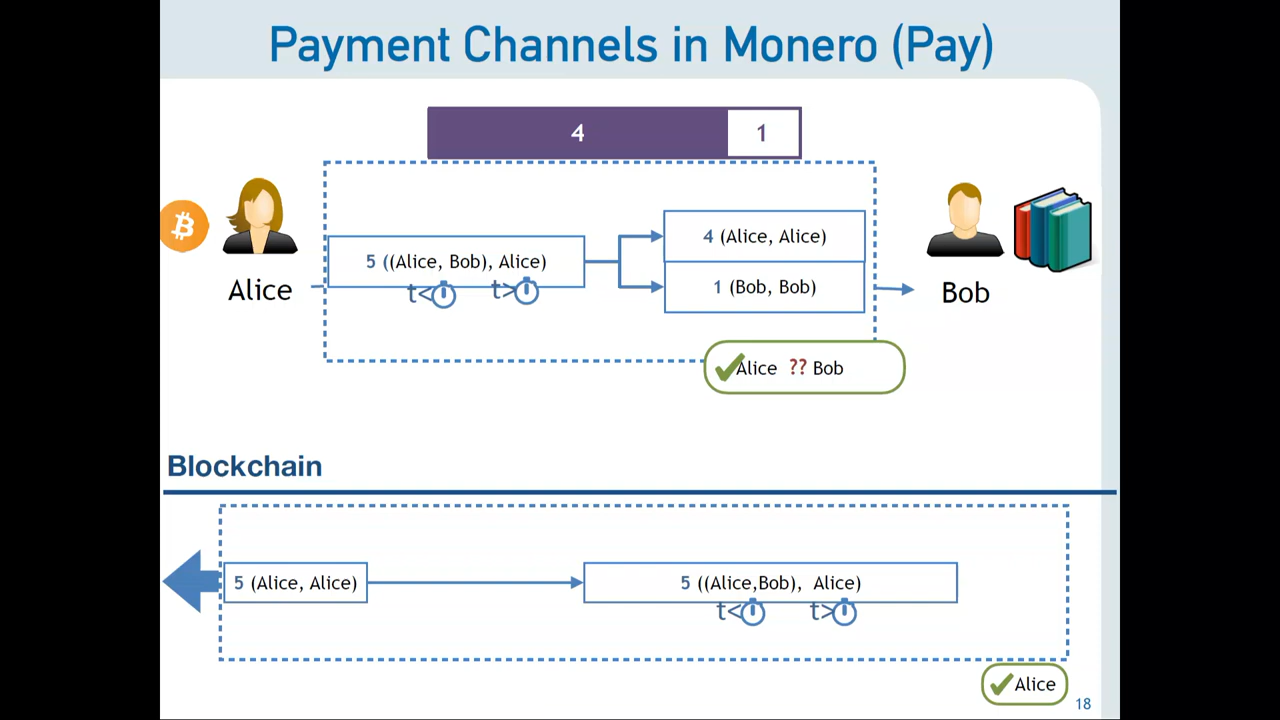 Payment Channels in Monero (Pay)
4 1
5 ((Alice, Bob), Alice)
t< t>
4 (Alice, Alice)
1 (Bob, Bob)
Alice
Bob
Alice ?? Bob
Blockchain
5 (Alice, Alice)
5 ((Alice,Bob), Alice)
t< t>
Alice
18